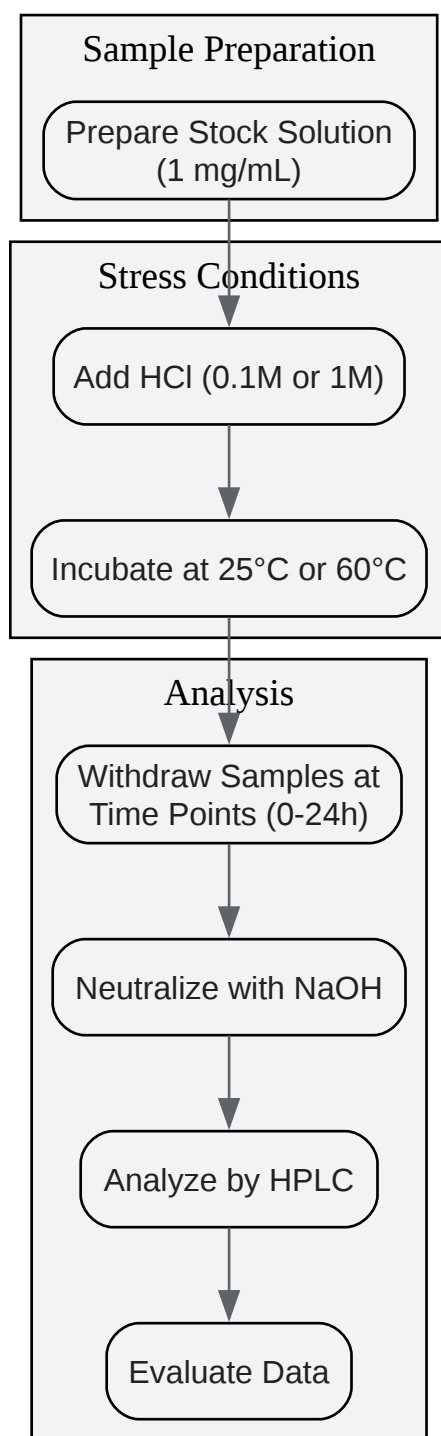 Sample Preparation
Prepare Stock Solution
(1 mg/mL)
Stress Conditions
Add HCl (0.1M or 1M)
Incubate at 25°C or 60°C
Analysis
Withdraw Samples at
Time Points (0-24h)
Neutralize with NaOH
Analyze by HPLC
Evaluate Data